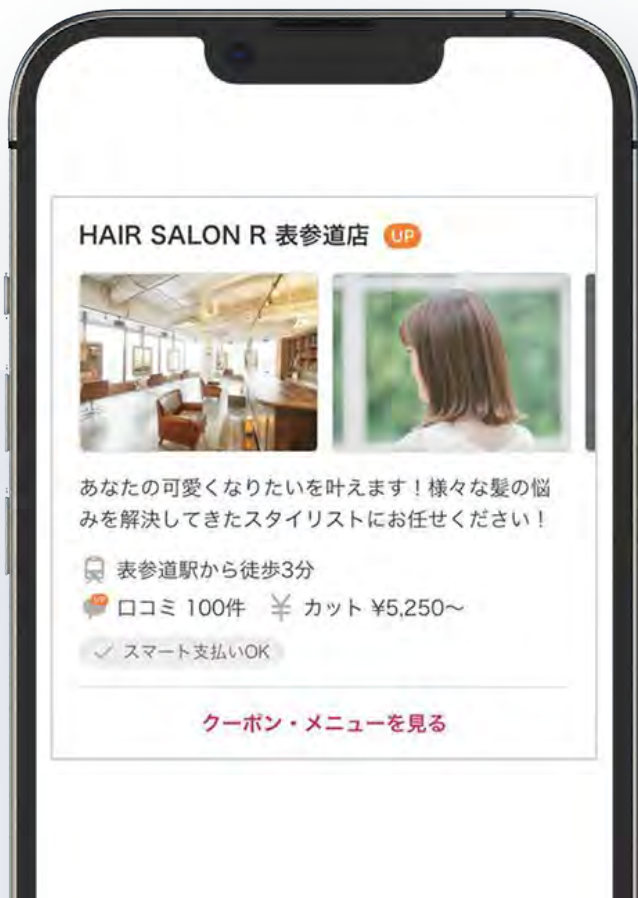 HAIR SALON R 表参道店 UP
あなたの可愛くなりたいを叶えます！様々な髪の悩
みを解決してきたスタイリストにお任せください！
表参道駅から徒歩3分
UP 口コミ 100件 ¥ カット ¥5,250〜
スマート支払いOK
クーポン・メニューを見る